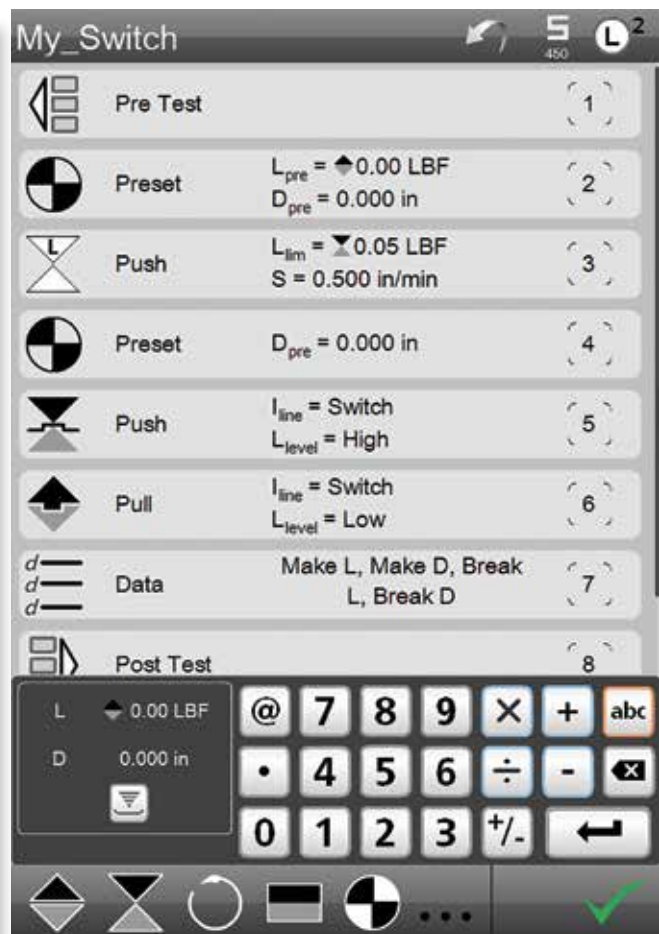 My_Switch
S 450 L 2
Pre Test 1
Preset Lpre = 0.00 LBF 2
Dpre = 0.000 in
L Push Llim = 0.05 LBF 3
S = 0.500 in/min
Preset Dpre = 0.000 in 4
Push Iline = Switch 5
Llevel = High
Pull Iline = Switch 6
Llevel = Low
d
d Data Make L, Make D, Break 7
d L, Break D
Post Test 8
L 0.00 LBF
D 0.000 in
@ 7 8 9 × + abc
• 4 5 6 ÷ -
0 1 2 3 +/-
...